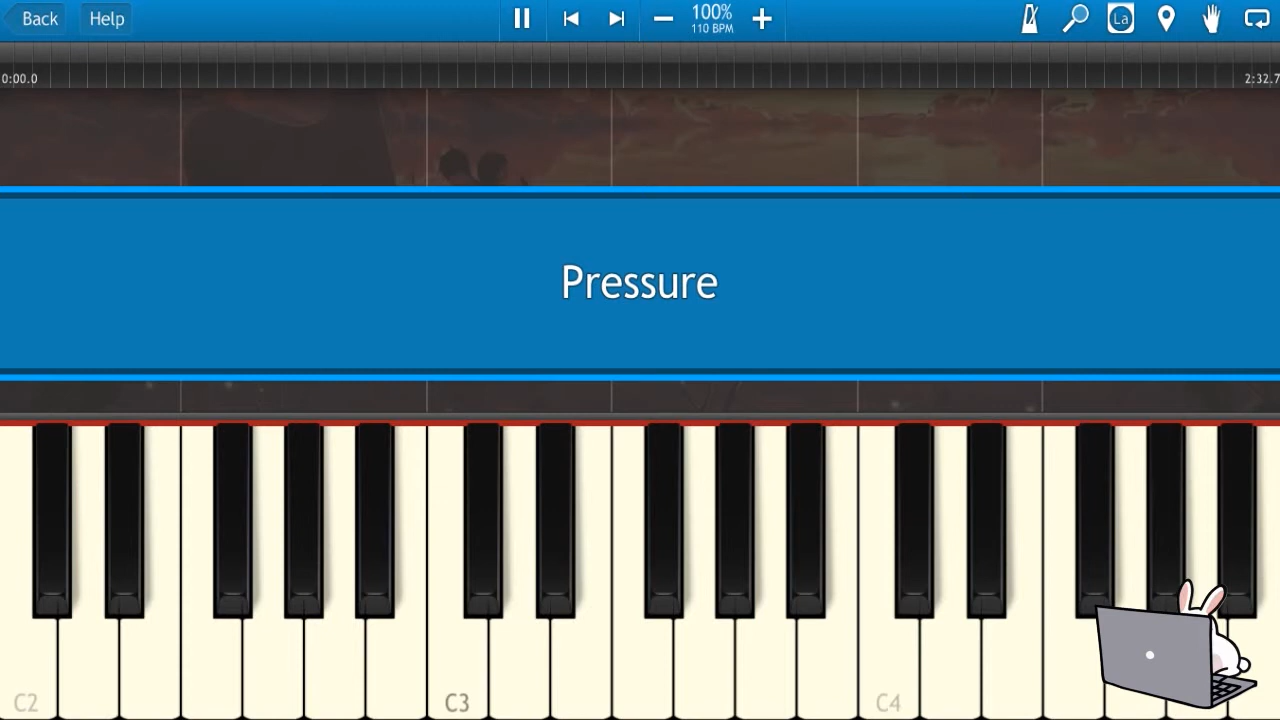 Back
Help
100%
110 BPM
La
0:00.0
2:32.7
Pressure
C2
C3
C4